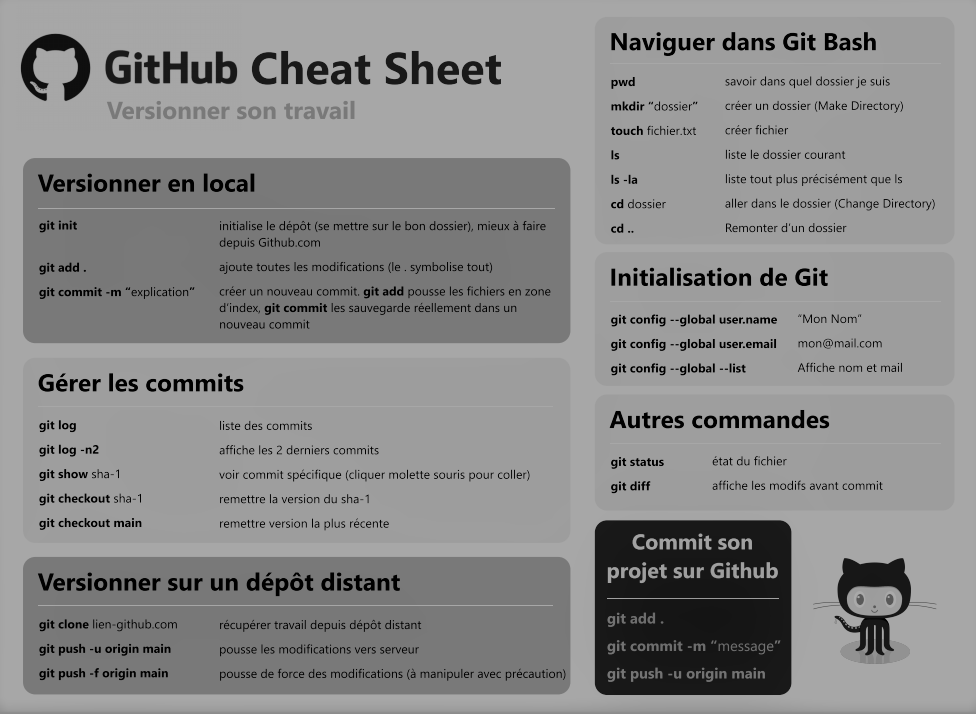 GitHub Cheat Sheet
Versionner son travail
Versionner en local
git init initialise le dépôt (se mettre sur le bon dossier), mieux à faire
depuis Github.com
git add . ajoute toutes les modifications (le . symbolise tout)
git commit -m “explication“ créer un nouveau commit. git add pousse les fichiers en zone
d'index, git commit les sauvegarde réellement dans un
nouveau commit
Gérer les commits
git log liste des commits
git log -n2 affiche les 2 derniers commits
git show sha-1 voir commit spécifique (cliquer molette souris pour coller)
git checkout sha-1 remettre la version du sha-1
git checkout main remettre version la plus récente
Versionner sur un dépôt distant
git clone lien-github.com récupérer travail depuis dépôt distant
git push -u origin main pousse les modifications vers serveur
git push -f origin main pousse de force des modifications (à manipuler avec précaution)
Naviguer dans Git Bash
pwd savoir dans quel dossier je suis
mkdir “dossier” créer un dossier (Make Directory)
touch fichier.txt créer fichier
ls liste le dossier courant
ls -la liste tout plus précisément que ls
cd dossier aller dans le dossier (Change Directory)
cd .. Remonter d'un dossier
Initialisation de Git
git config --global user.name “Mon Nom”
git config --global user.email mon@mail.com
git config --global --list Affiche nom et mail
Autres commandes
git status état du fichier
git diff affiche les modifs avant commit
Commit son
projet sur Github
git add .
git commit -m “message”
git push -u origin main